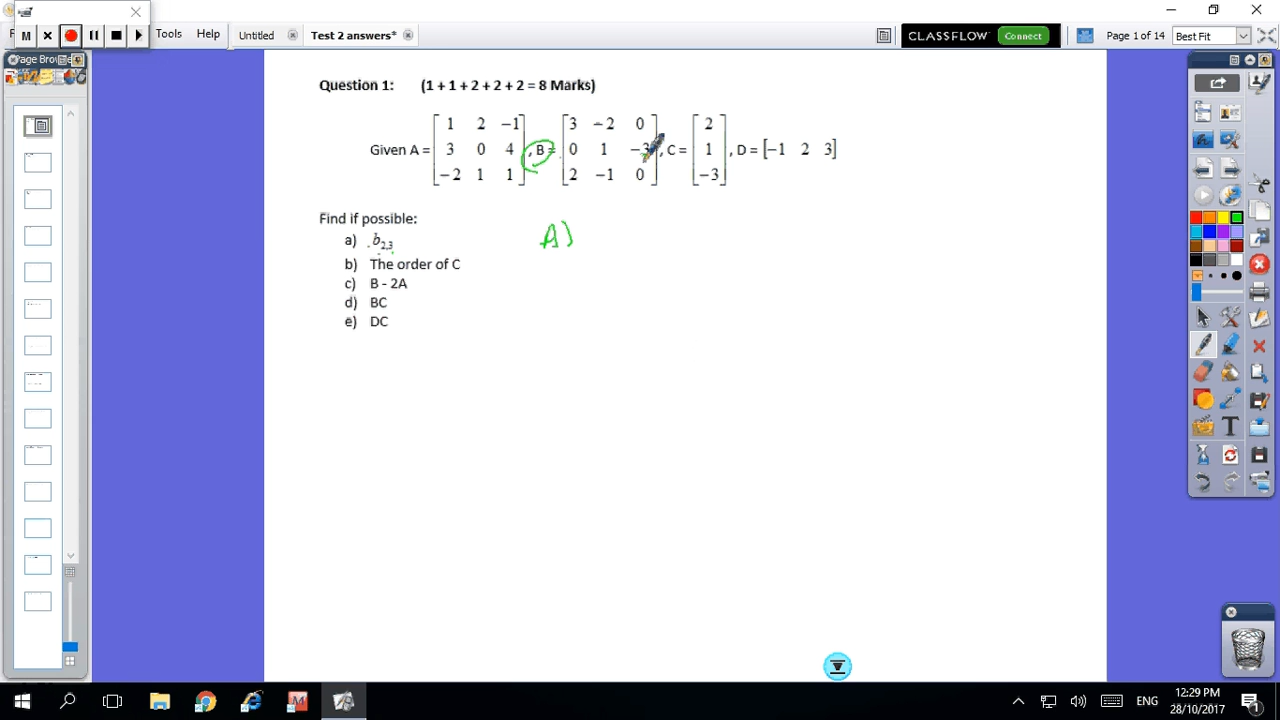 Tools Help Untitled Test 2 answers* CLASSFLOW Connect Page 1 of 14 Best Fit
Page Brow
Question 1: (1 + 1 + 2 + 2 + 2 = 8 Marks)
Given A = [1 2 −1; 3 0 4; −2 1 1], B = [3 −2 0; 0 1 −3; 2 −1 0], C = [2; 1; −3], D = [−1 2 3]
Find if possible:
a) b2,3
A)
b) The order of C
c) B - 2A
d) BC
e) DC
ENG
12:29 PM
28/10/2017